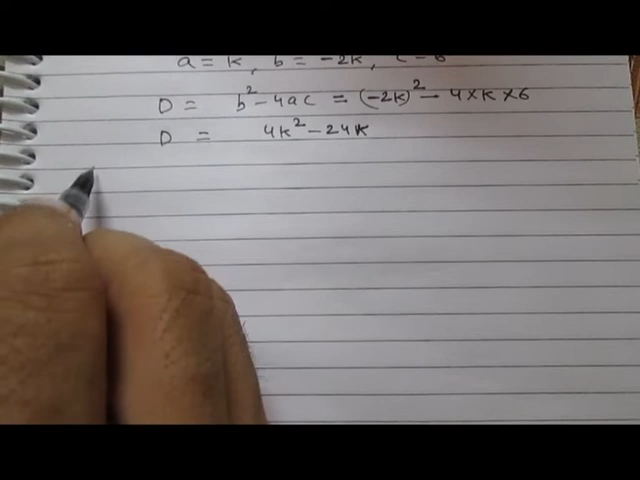 a = k, b = -2k, c = 6
D = b² - 4ac = (-2k)² - 4×k×6
D = 4k² - 24k